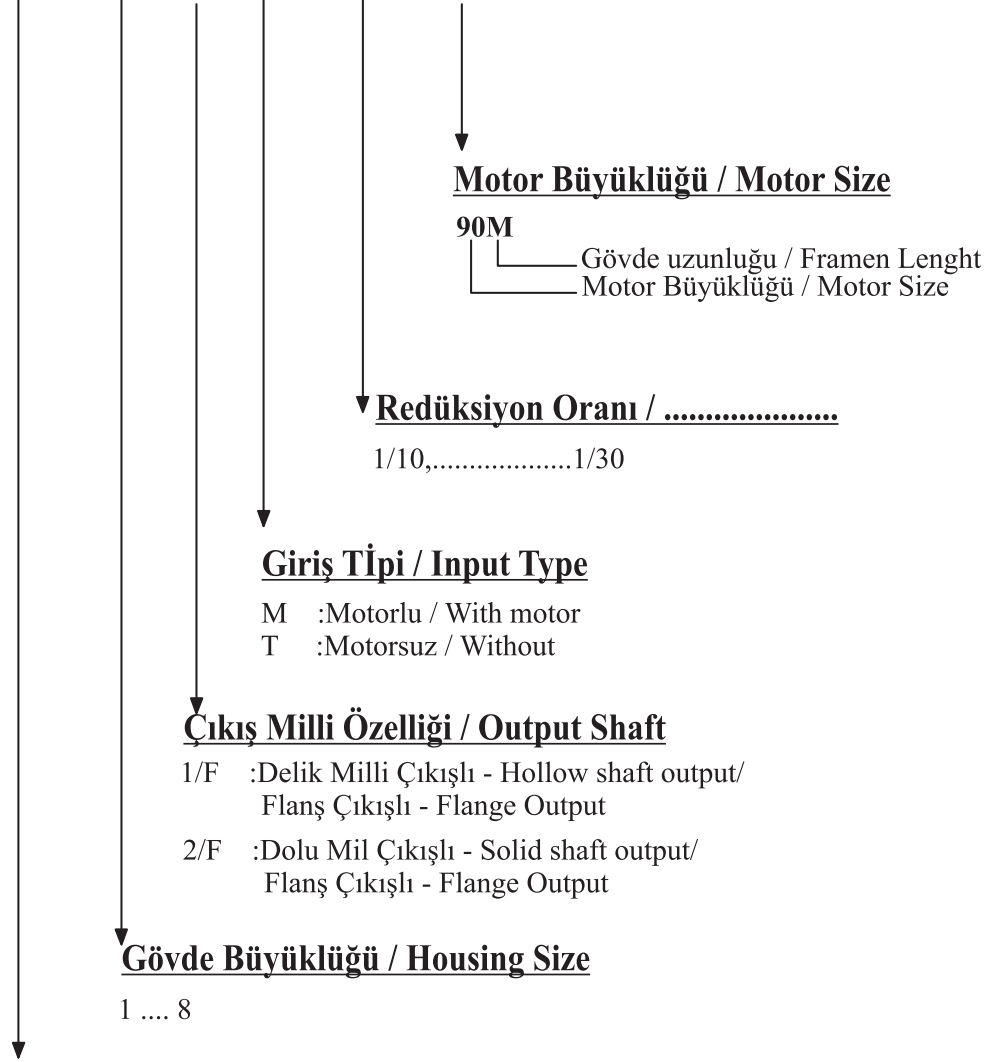 Motor Büyüklüğü / Motor Size
90M
Gövde uzunluğu / Framen Lenght
Motor Büyüklüğü / Motor Size
Redüksiyon Oranı / .....................
1/10,...................1/30
Giriş Tİpi / Input Type
M :Motorlu / With motor
T :Motorsuz / Without
Çıkış Milli Özelliği / Output Shaft
1/F :Delik Milli Çıkışlı - Hollow shaft output/
Flanş Çıkışlı - Flange Output
2/F :Dolu Mil Çıkışlı - Solid shaft output/
Flanş Çıkışlı - Flange Output
Gövde Büyüklüğü / Housing Size
1 .... 8